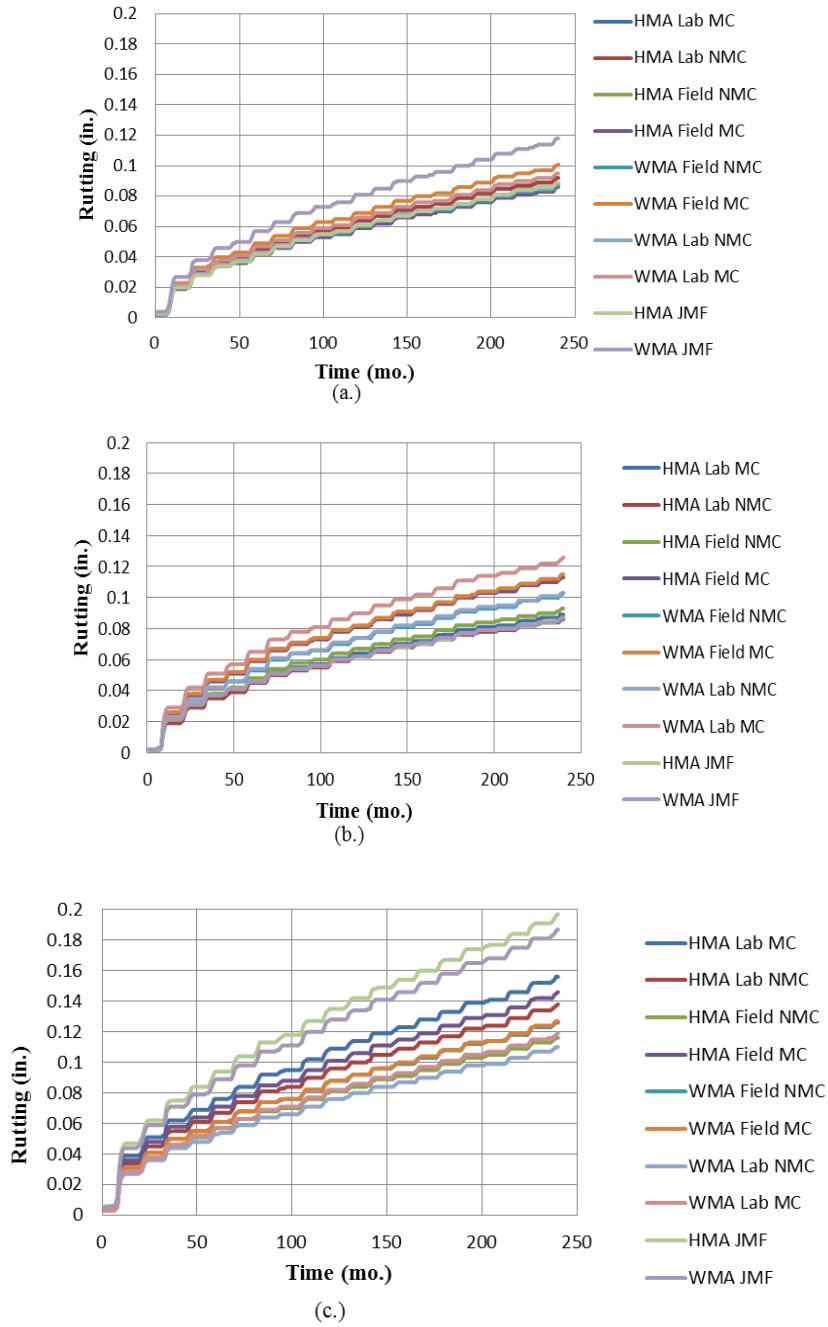 0.2
0.18
0.16
0.14
0.12
0.1
0.08
0.06
0.04
0.02
0
Rutting (in.)
0 50 100 150 200 250
Time (mo.)
HMA Lab MC
HMA Lab NMC
HMA Field NMC
HMA Field MC
WMA Field NMC
WMA Field MC
WMA Lab NMC
WMA Lab MC
HMA JMF
WMA JMF
(a.)
0.2
0.18
0.16
0.14
0.12
0.1
0.08
0.06
0.04
0.02
0
Rutting (in.)
0 50 100 150 200 250
Time (mo.)
HMA Lab MC
HMA Lab NMC
HMA Field NMC
HMA Field MC
WMA Field NMC
WMA Field MC
WMA Lab NMC
WMA Lab MC
HMA JMF
WMA JMF
(b.)
0.2
0.18
0.16
0.14
0.12
0.1
0.08
0.06
0.04
0.02
0
Rutting (in.)
0 50 100 150 200 250
Time (mo.)
HMA Lab MC
HMA Lab NMC
HMA Field NMC
HMA Field MC
WMA Field NMC
WMA Field MC
WMA Lab NMC
WMA Lab MC
HMA JMF
WMA JMF
(c.)